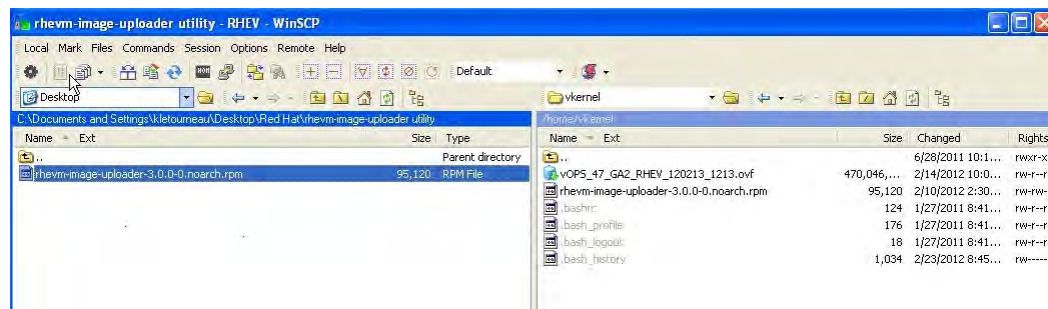 rhevm-image-uploader utility - RHEV - WinSCP
Local Mark Files Commands Session Options Remote Help
Default
Desktop
vkernel
C:\Documents and Settings\kletourneau\Desktop\Red Hat\rhevm-image-uploader utility
/home/vkernel
Name Ext Size Type
Name Ext Size Changed Rights
.. Parent directory
.. 6/28/2011 10:1... rwxr-x
rhevm-image-uploader-3.0.0-0.noarch.rpm 95,120 RPM File
vOPS_47_GA2_RHEV_120213_1213.ovf 470,046,... 2/14/2012 10:0... rw-r--r
rhevm-image-uploader-3.0.0-0.noarch.rpm 95,120 2/10/2012 2:30... rw-rw-
.bashrc 124 1/27/2011 8:41... rw-r--r
.bash_profile 176 1/27/2011 8:41... rw-r--r
.bash_logout 18 1/27/2011 8:41... rw-r--r
.bash_history 1,034 2/23/2012 8:45... rw-----